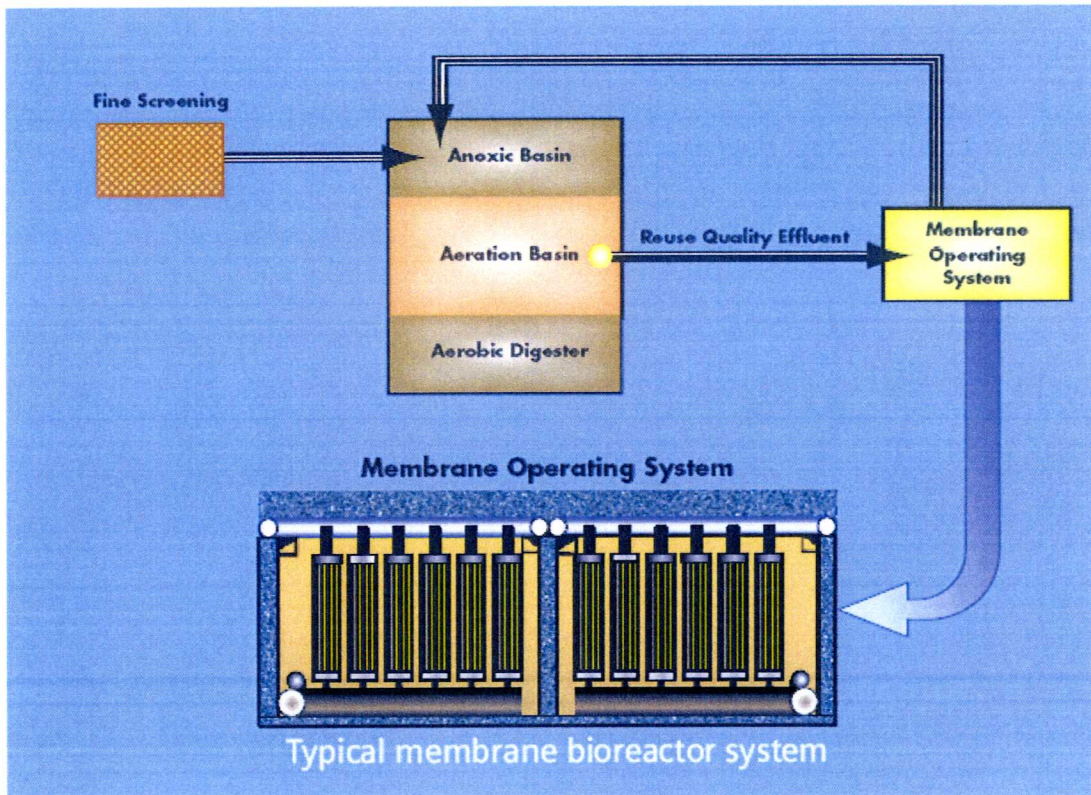 Fine Screening
Anoxic Basin
Aeration Basin
Reuse Quality Effluent
Membrane
Operating
System
Aerobic Digester
Membrane Operating System
Typical membrane bioreactor system